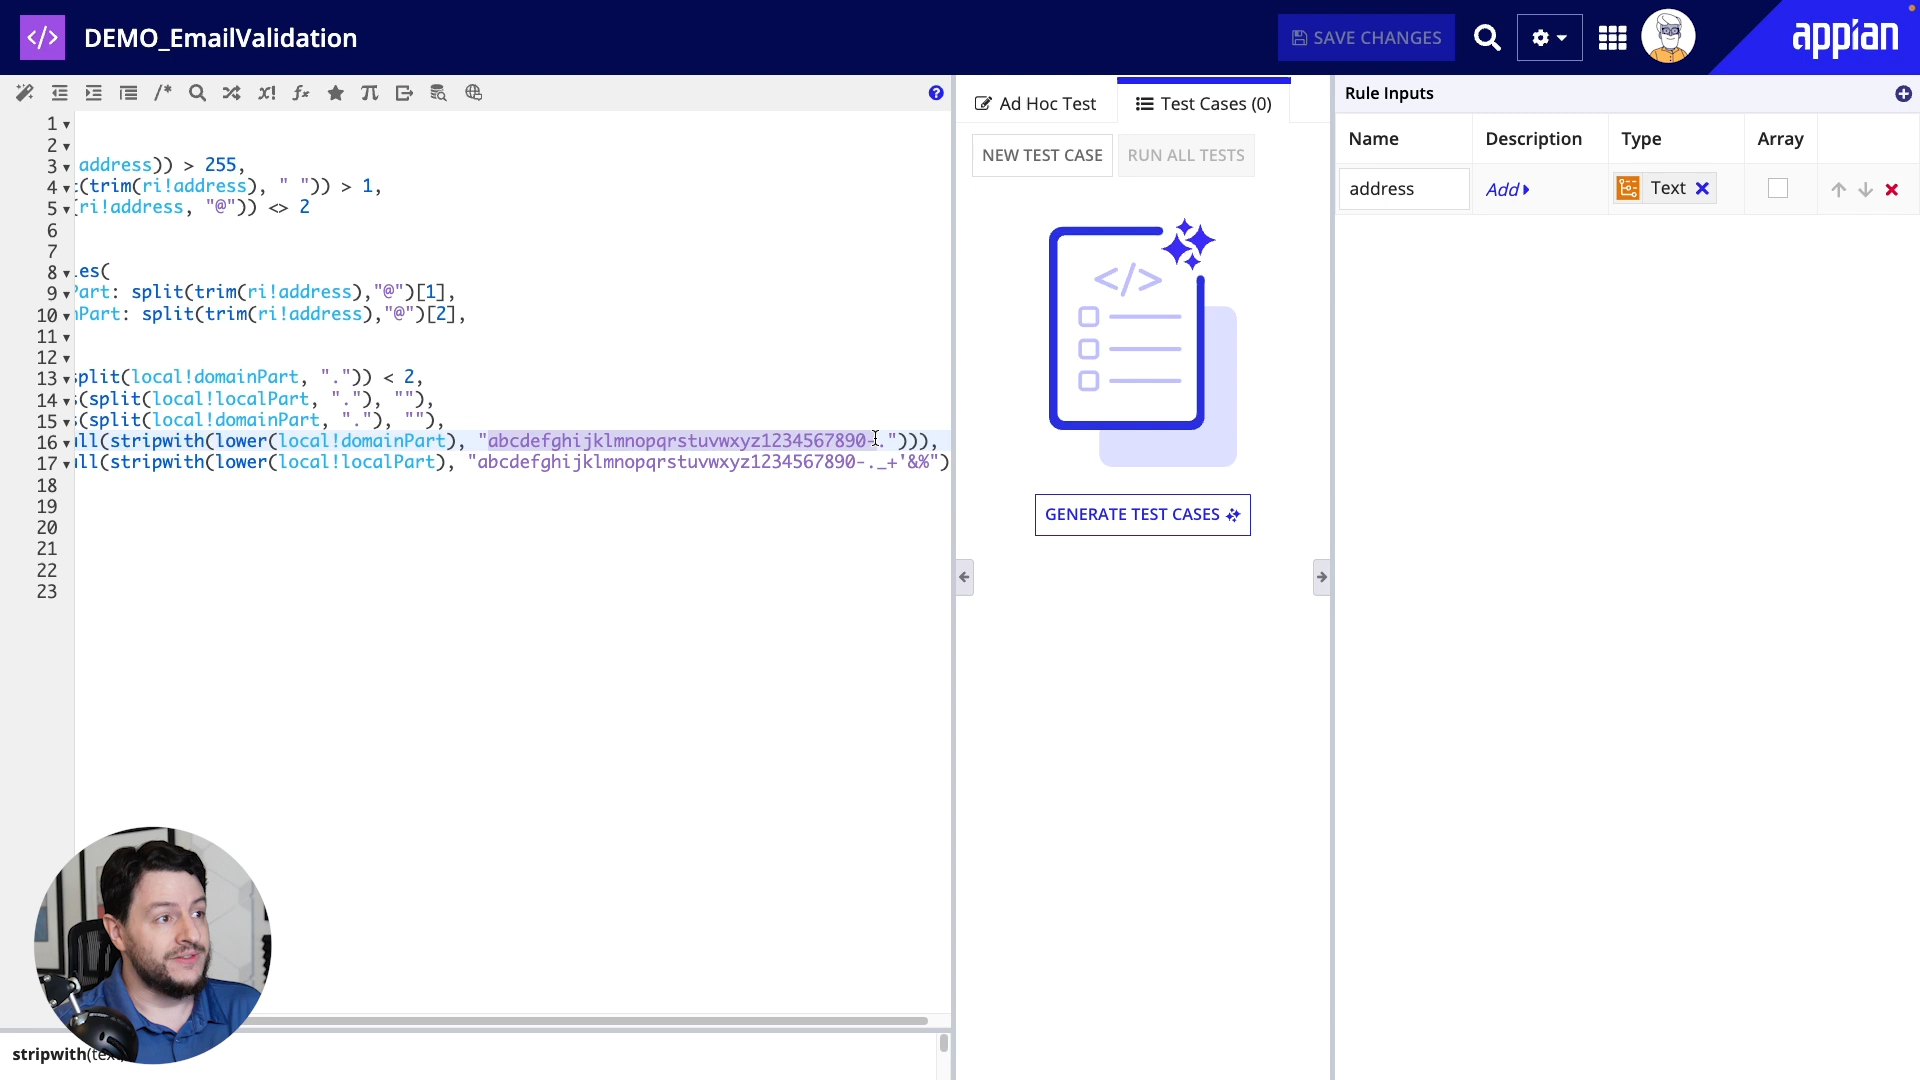 DEMO_EmailValidation
SAVE CHANGES
appian
1
2
3 address)) > 255,
4 (trim(ri!address), " ")) > 1,
5 ri!address, "@")) <> 2
6
7
8 es(
9 Part: split(trim(ri!address),"@")[1],
10 Part: split(trim(ri!address),"@")[2],
11
12
13 split(local!domainPart, ".")) < 2,
14 (split(local!localPart, "."), ""),
15 (split(local!domainPart, "."), ""),
16 ll(stripwith(lower(local!domainPart), "abcdefghijklmnopqrstuvwxyz1234567890-."))),
17 ll(stripwith(lower(local!localPart), "abcdefghijklmnopqrstuvwxyz1234567890-._+'&%")
18
19
20
21
22
23
stripwith(
Ad Hoc Test
Test Cases (0)
NEW TEST CASE
RUN ALL TESTS
</>
GENERATE TEST CASES
Rule Inputs
Name Description Type Array
address Add Text